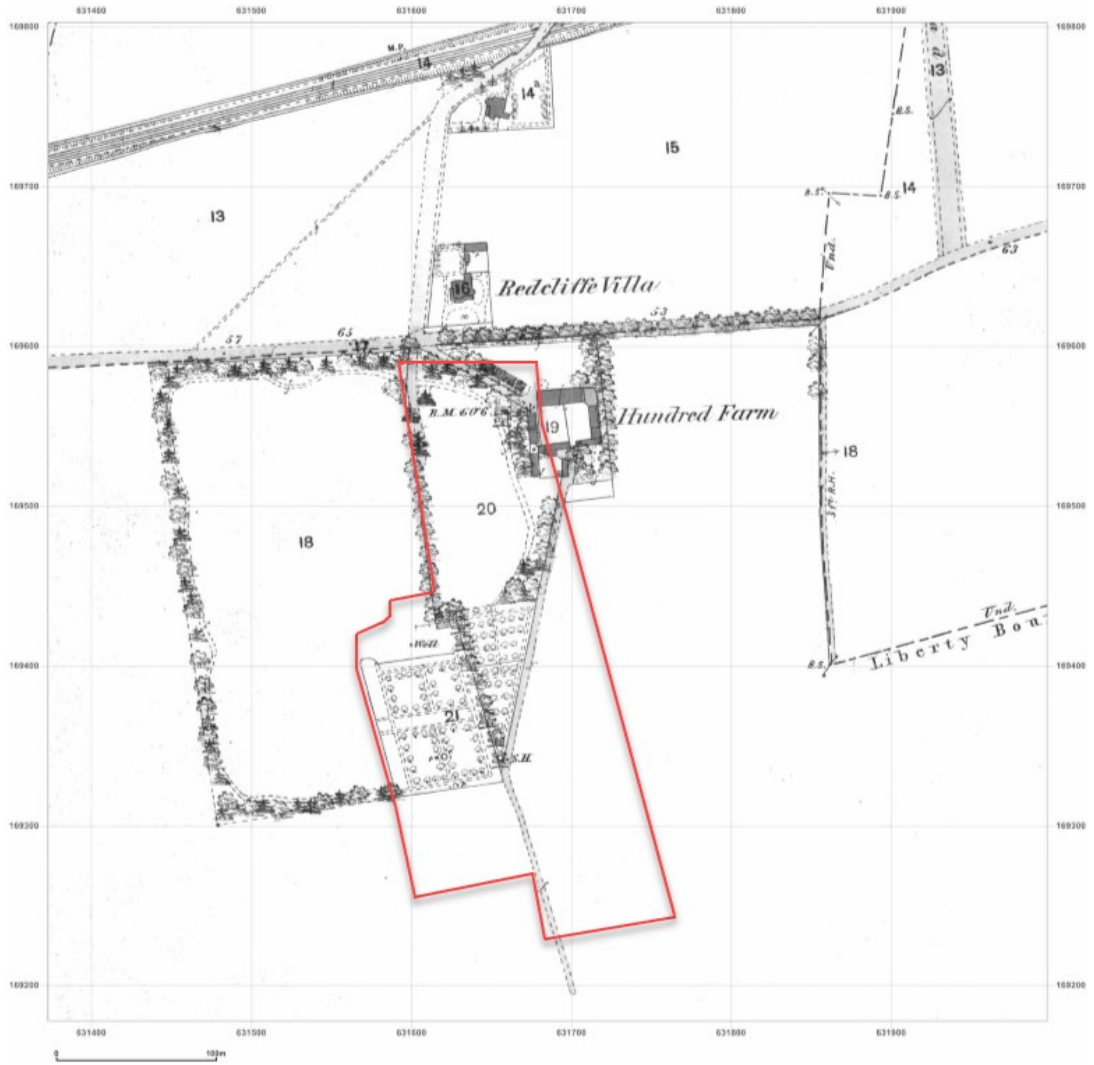 631400 631500 631600 631700 631800 631900
169800 169800
M.P.
14
14a
13
15
B.S.
169700 169700
B.S.
B.S.
14
13
Und.
63
Redcliffe Villa
16
53
65
57
17
169600 169600
B.M. 60.6
Hundred Farm
19
18
5 Ft. R.H.
20
169500 169500
18
Und.
Liberty Bou
Well
B.S.
169400 169400
21
S.H.
169300 169300
169200 169200
631400 631500 631600 631700 631800 631900
0 100m